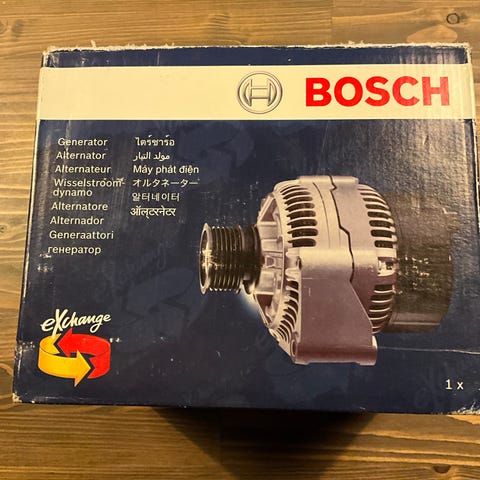 BOSCH
Generator
Alternator
Alternateur
Wisselstroom-
dynamo
Alternatore
Alternador
Generaattori
генератор
ไดร์ชาร์อ
مولد التيار
Máy phát điện
オルタネーター
알터네이터
ऑल्टरनेटर
eXchange
1 x